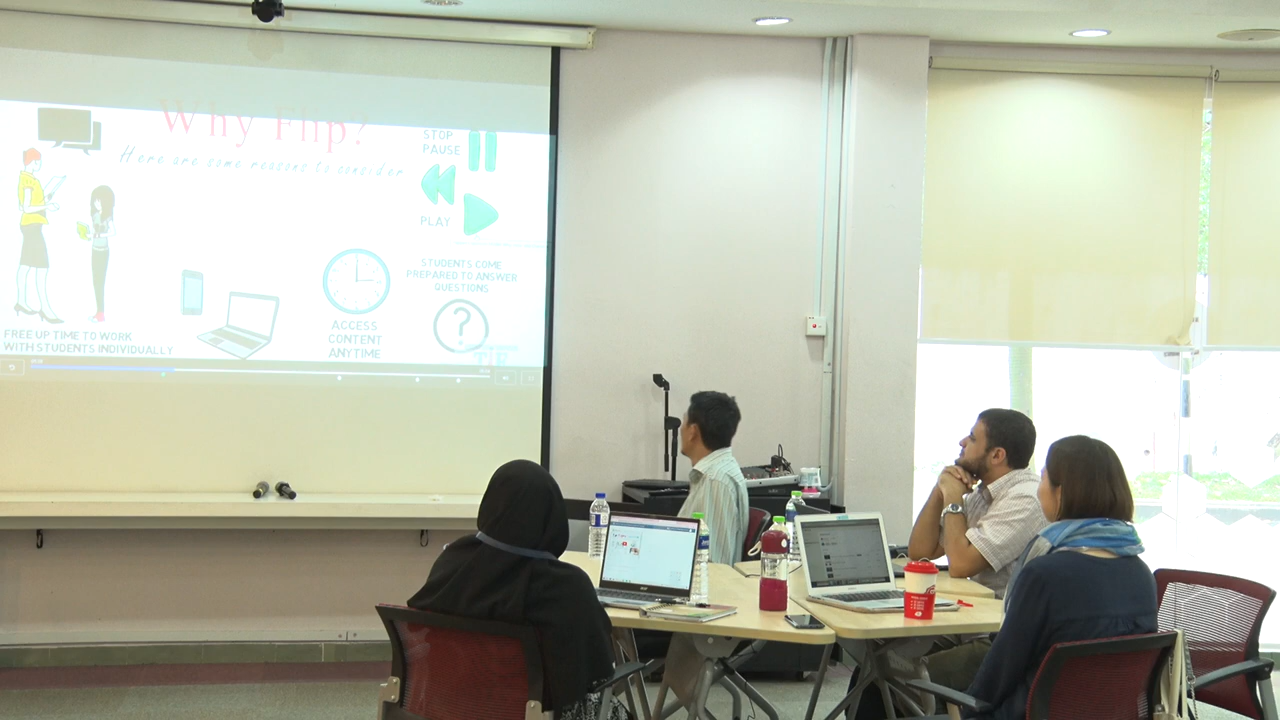 Why Flip?
Here are some reasons to consider
STOP
PAUSE
PLAY
STUDENTS COME
PREPARED TO ANSWER
QUESTIONS
?
ACCESS
CONTENT
ANYTIME
FREE UP TIME TO WORK
WITH STUDENTS INDIVIDUALLY